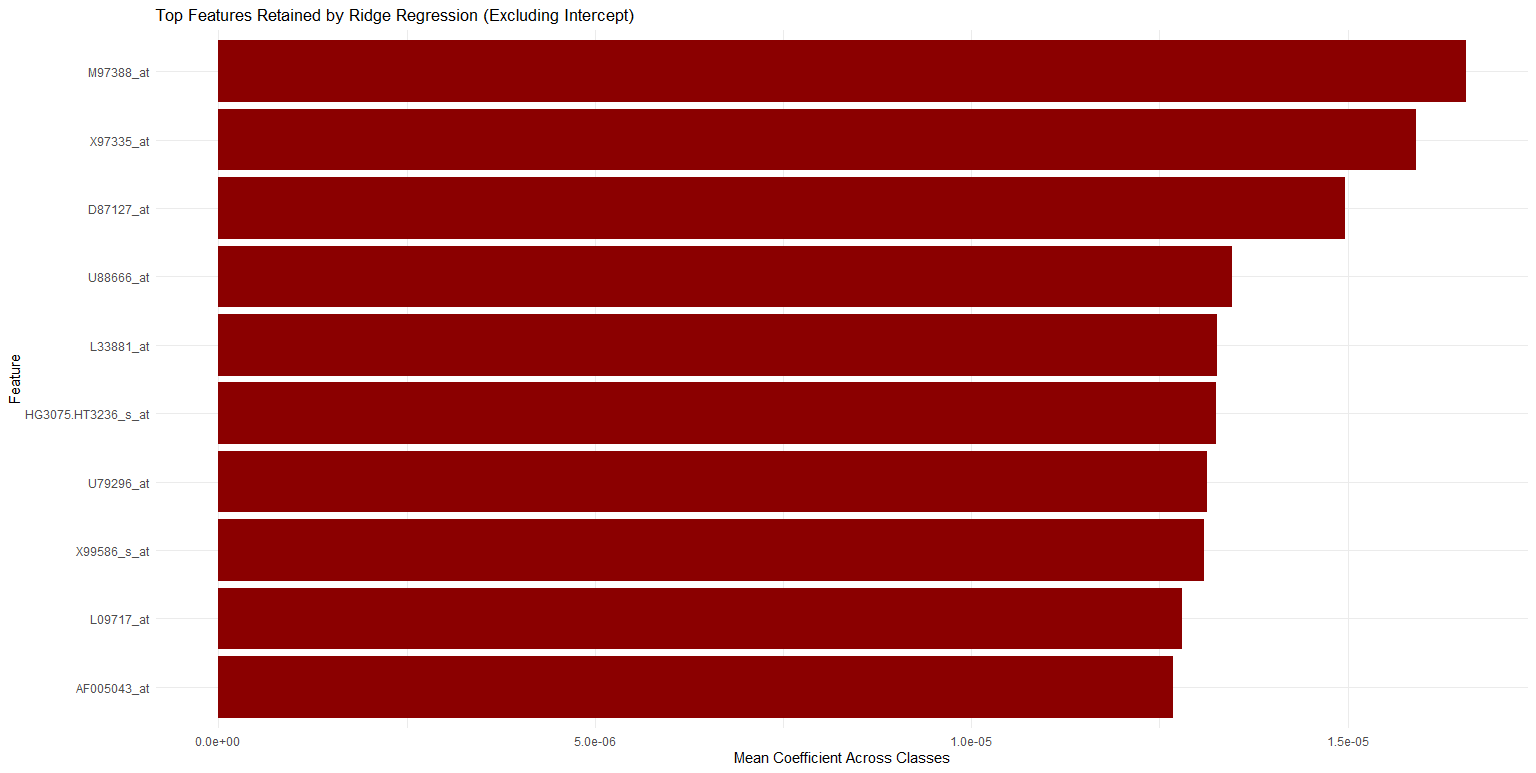 Top Features Retained by Ridge Regression (Excluding Intercept)
M97388_at
X97335_at
D87127_at
U88666_at
L33881_at
HG3075.HT3236_s_at
U79296_at
X99586_s_at
L09717_at
AF005043_at
Feature
0.0e+00 5.0e-06 1.0e-05 1.5e-05
Mean Coefficient Across Classes